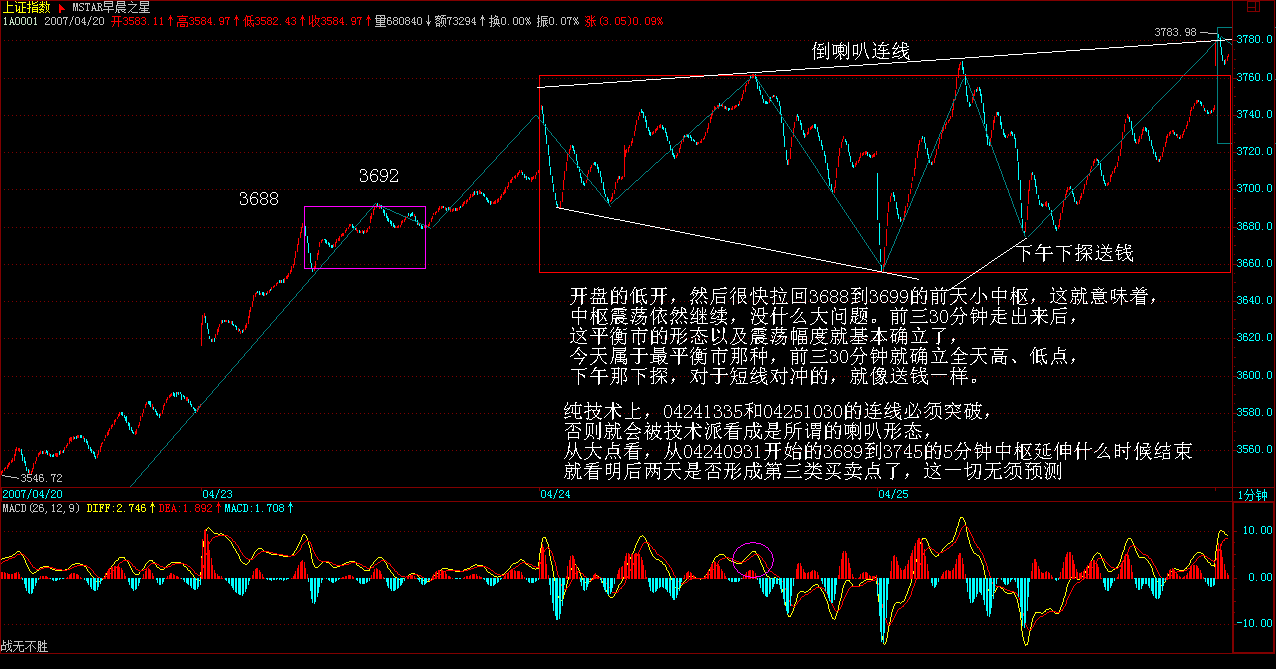 上证指数 MSTAR早晨之星
1A0001 2007/04/20 开3583.11↑高3584.97↑低3582.43↑收3584.97↑量680840↓额73294↑换0.00% 振0.07% 涨(3.05)0.09%
3783.98
3780.0
倒喇叭连线
3760.0
3740.0
3720.0
3692
3688
3700.0
3680.0
下午下探送钱
3660.0
开盘的低开，然后很快拉回3688到3699的前天小中枢，这就意味着，
中枢震荡依然继续，没什么大问题。前三30分钟走出来后，
这平衡市的形态以及震荡幅度就基本确立了，
今天属于最平衡市那种，前三30分钟就确立全天高、低点，
下午那下探，对于短线对冲的，就像送钱一样。
3640.0
3620.0
3600.0
3580.0
纯技术上，04241335和04251030的连线必须突破，
否则就会被技术派看成是所谓的喇叭形态，
从大点看，从04240931开始的3689到3745的5分钟中枢延伸什么时候结束
就看明后两天是否形成第三类买卖点了，这一切无须预测
3560.0
3546.72
2007/04/20 04/23 04/24 04/25 1分钟
MACD(26,12,9) DIFF:2.746↑DEA:1.892↑MACD:1.708↑
10.00
0.00
-10.00
战无不胜